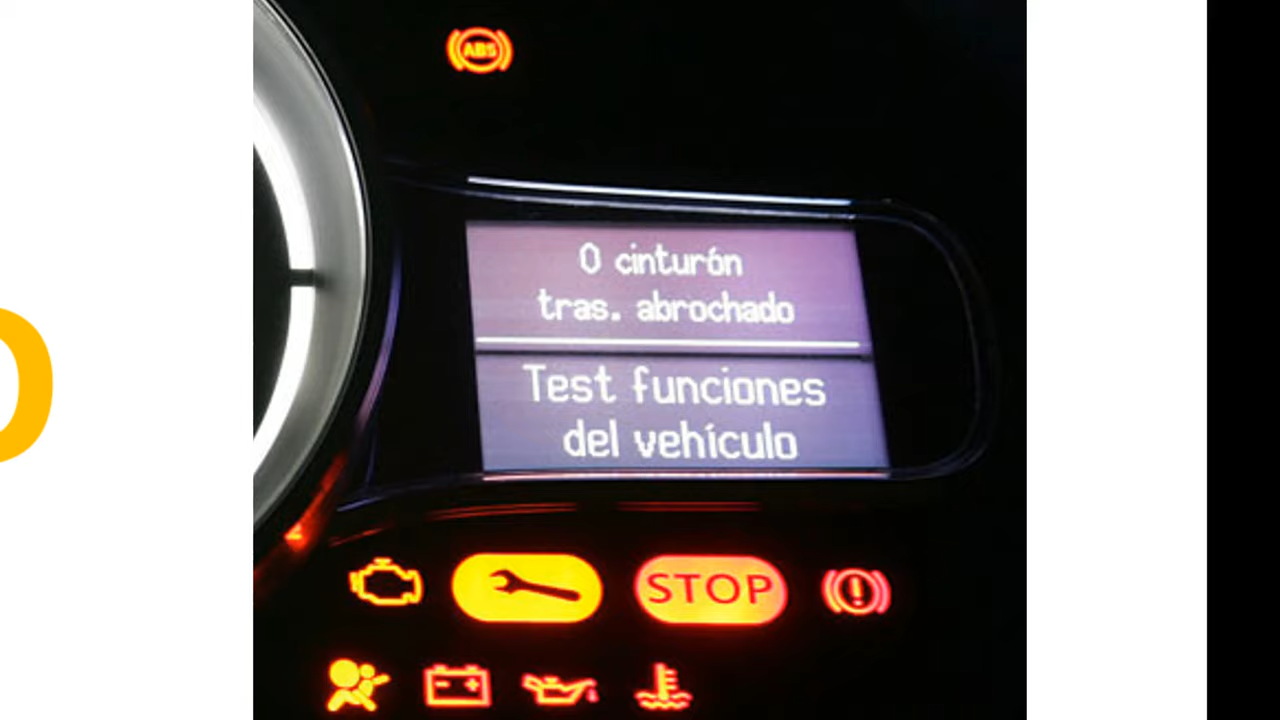 ABS
0 cinturón
tras. abrochado
Test funciones
del vehículo
STOP